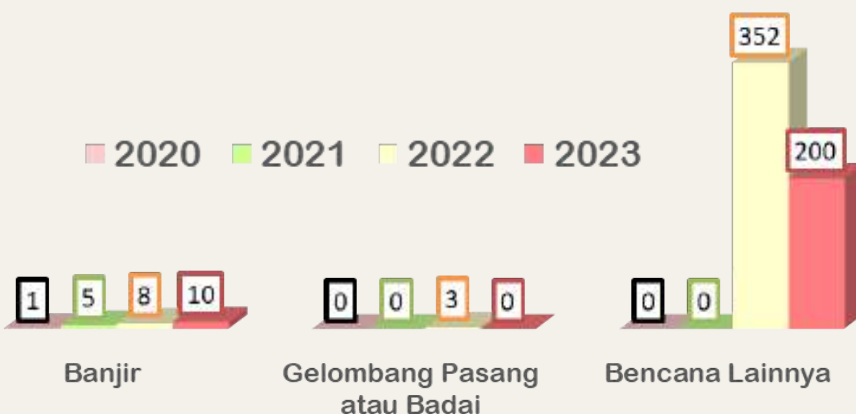 352
2020 2021 2022 2023
200
1 5 8 10 0 0 3 0 0 0
Banjir Gelombang Pasang Bencana Lainnya
atau Badai